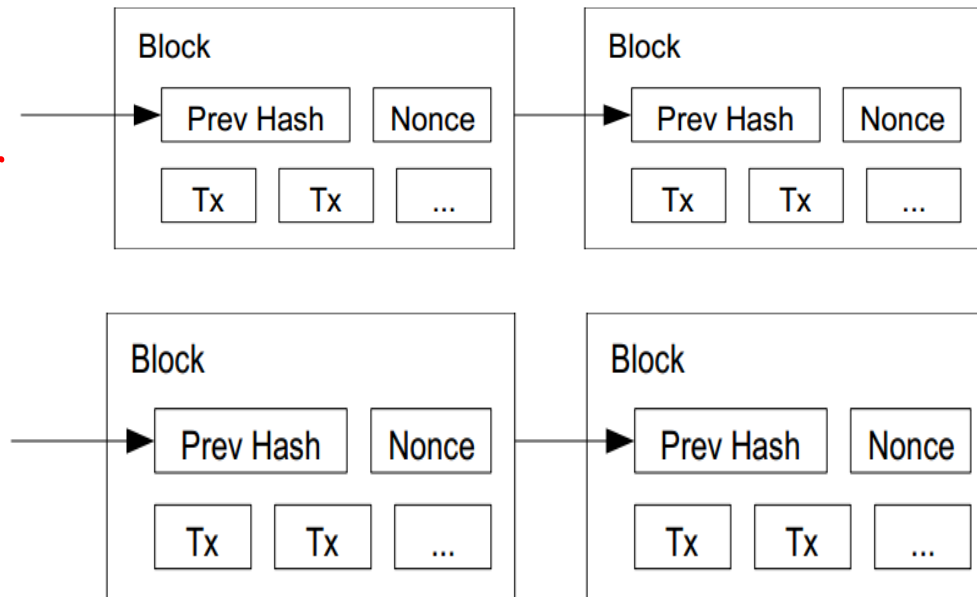 Block Block
Prev Hash Nonce Prev Hash Nonce
Tx Tx ... Tx Tx ...
Block Block
Prev Hash Nonce Prev Hash Nonce
Tx Tx ... Tx Tx ...